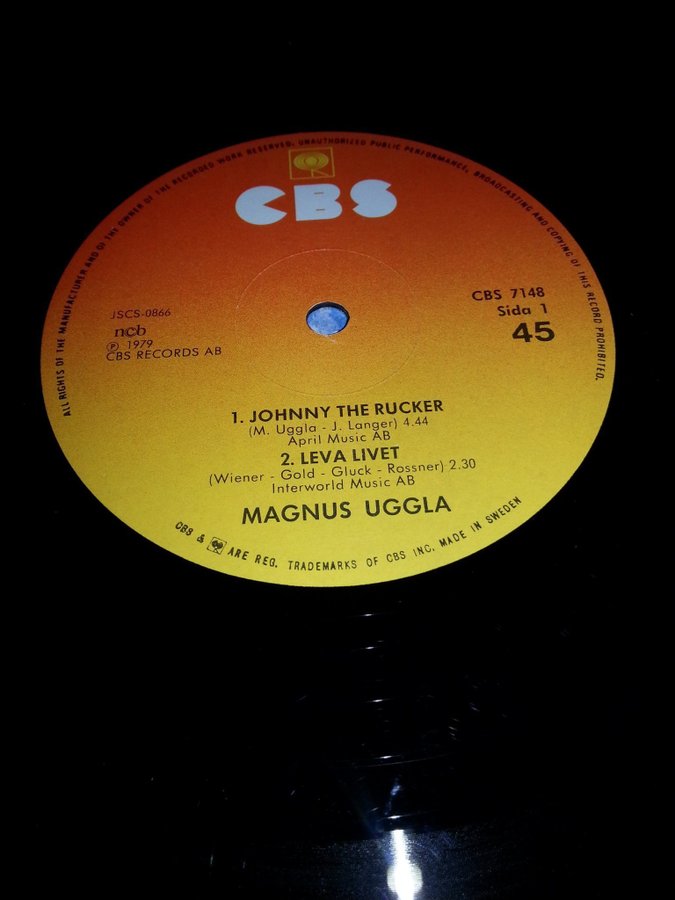 ALL RIGHTS OF THE MANUFACTURER AND OF THE OWNER OF THE RECORDED WORK RESERVED. UNAUTHORIZED PUBLIC PERFORMANCE, BROADCASTING AND COPYING OF THIS RECORD PROHIBITED.
CBS
JSCS-0866
ncb
Ⓟ 1979
CBS RECORDS AB
CBS 7148
Sida 1
45
1. JOHNNY THE RUCKER
(M. Uggla - J. Langer) 4.44
April Music AB
2. LEVA LIVET
(Wiener - Gold - Gluck - Rossner) 2.30
Interworld Music AB
MAGNUS UGGLA
CBS & ARE REG. TRADEMARKS OF CBS INC. MADE IN SWEDEN